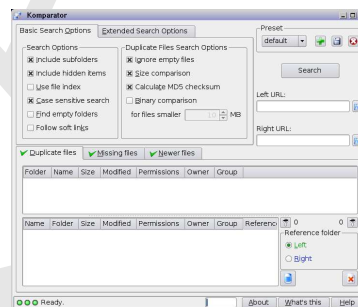 Komparator
Basic Search Options
Extended Search Options
Preset
default
Search Options
Duplicate Files Search Options
Include subfolders
Ignore empty files
Include hidden items
Size comparison
Search
Use file index
Calculate MD5 checksum
Case sensitive search
Binary comparison
Left URL:
Find empty folders
for files smaller 10 MB
Follow soft links
Right URL:
Duplicate files
Missing files
Newer files
Folder Name Size Modified Permissions Owner Group
Name Folder Size Modified Permissions Owner Group Referenc
0 0
Reference folder
Left
Right
Ready.
About
What's this
Help